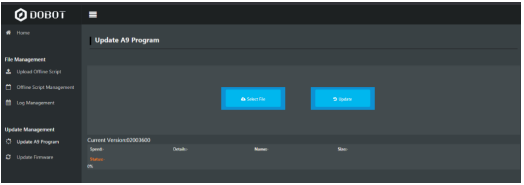 DOBOT
Home
File Management
Upload Offline Script
Offline Script Management
Log Management
Update Management
Update A9 Program
Update Firmware
Update A9 Program
Select File
Update
Current Version:02003600
Speed:
Details:
Name:
Size:
Status:
0%